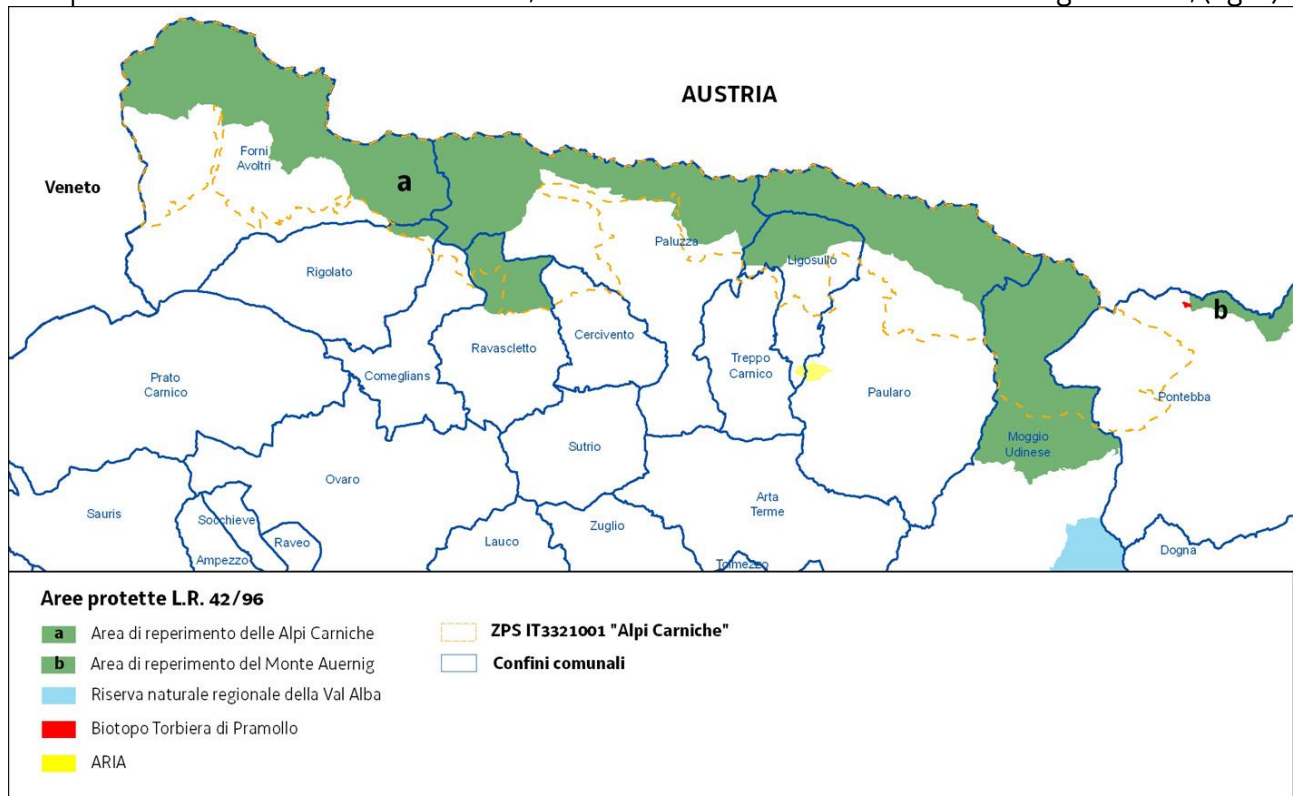 AUSTRIA
Veneto
Forni
Avoltri
a
Paluzza
Ligosullo
b
Rigolato
Cercivento
Ravascletto
Treppo
Carnico
Comeglians
Prato
Carnico
Paularo
Pontebba
Moggio
Udinese
Sutrio
Ovaro
Arta
Terme
Sauris
Socchieve
Zuglio
Raveo
Lauco
Dogna
Ampezzo
Tolmezzo
Aree protette L.R. 42/96
a Area di reperimento delle Alpi Carniche
b Area di reperimento del Monte Auernig
Riserva naturale regionale della Val Alba
Biotopo Torbiera di Pramollo
ARIA
ZPS IT3321001 "Alpi Carniche"
Confini comunali